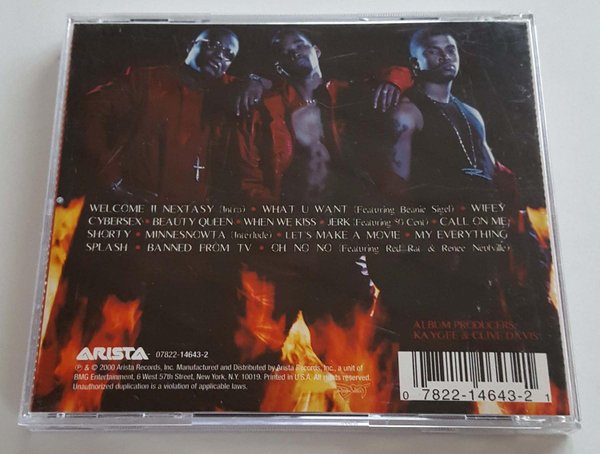 WELCOME II NEXTASY (Intro) • WHAT U WANT (Featuring Beanie Sigel) • WIFEY
CYBERSEX • BEAUTY QUEEN • WHEN WE KISS • JERK (Featuring 50 Cent) • CALL ON ME
SHORTY • MINNESNOWTA (Interlude) • LET'S MAKE A MOVIE • MY EVERYTHING
SPLASH • BANNED FROM TV • OH NO NO (Featuring Red Rat & Renee Neufville)
ALBUM PRODUCERS:
KAYGEE & CLIVE DAVIS
ARISTA
07822-14643-2
℗ & © 2000 Arista Records, Inc. Manufactured and Distributed by Arista Records, Inc., a unit of
BMG Entertainment, 6 West 57th Street, New York, N.Y. 10019. Printed in U.S.A. All rights reserved.
Unauthorized duplication is a violation of applicable laws.
0 7822-14643-2 1